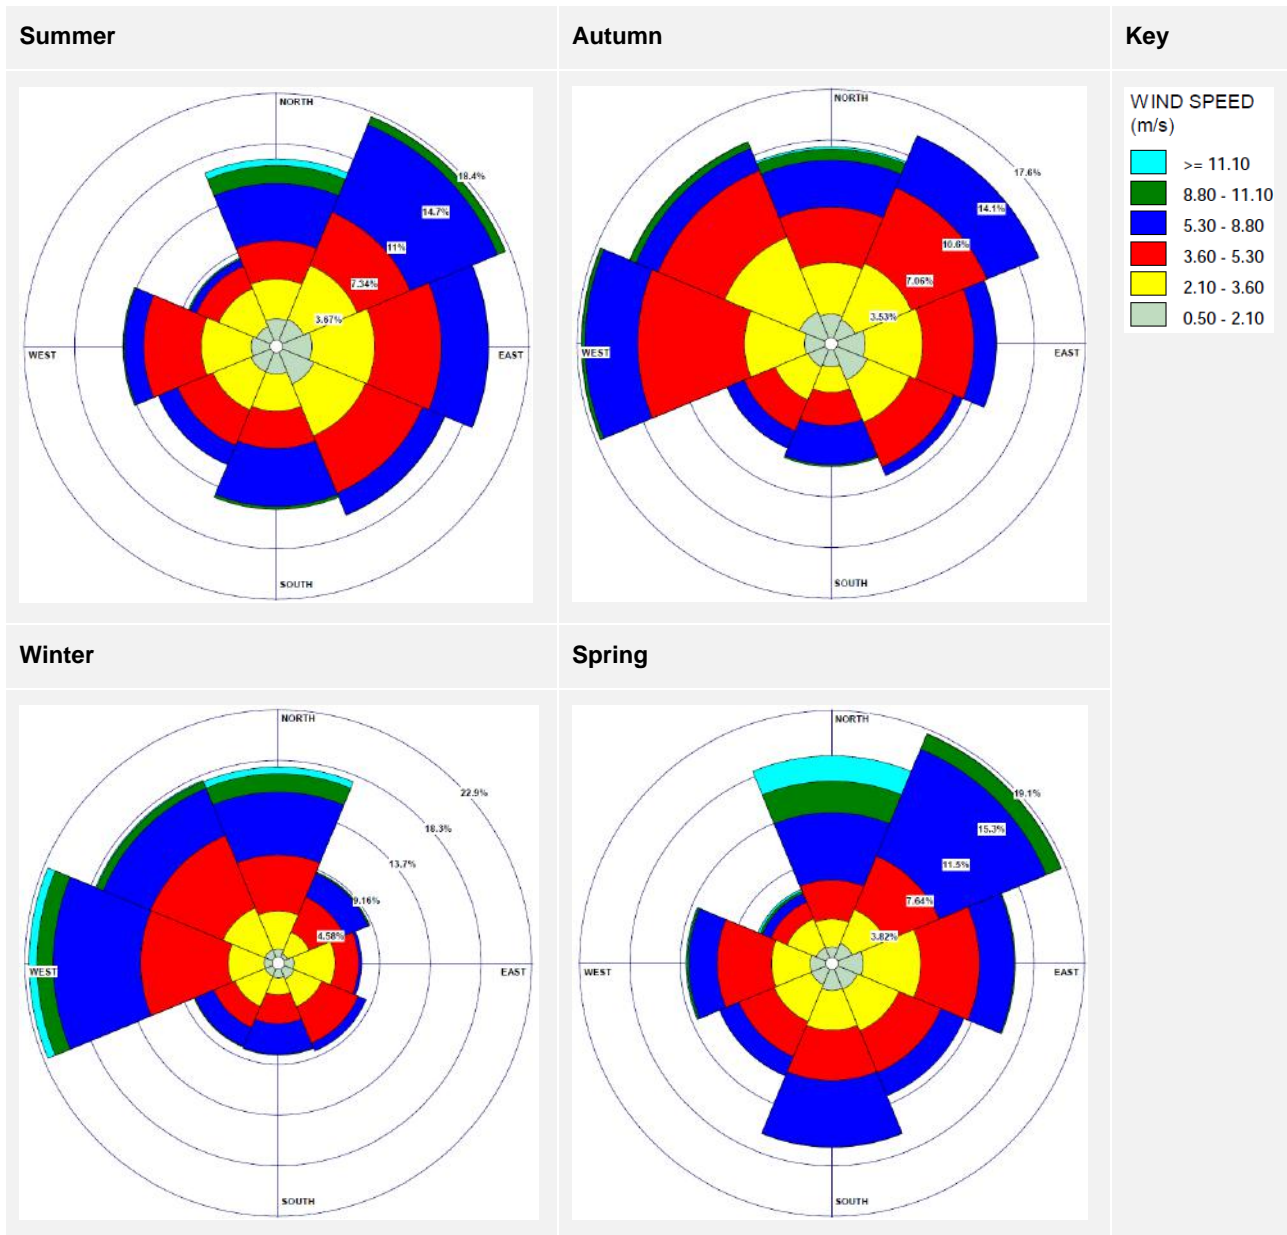 Summer
Autumn
Key
NORTH
18.4%
14.7%
11%
7.34%
3.67%
WEST
EAST
SOUTH
NORTH
17.6%
14.1%
10.6%
7.06%
3.53%
WEST
EAST
SOUTH
WIND SPEED
(m/s)
>= 11.10
8.80 - 11.10
5.30 - 8.80
3.60 - 5.30
2.10 - 3.60
0.50 - 2.10
Winter
Spring
NORTH
22.9%
18.3%
13.7%
9.16%
4.58%
WEST
EAST
SOUTH
NORTH
19.1%
15.3%
11.5%
7.64%
3.82%
WEST
EAST
SOUTH